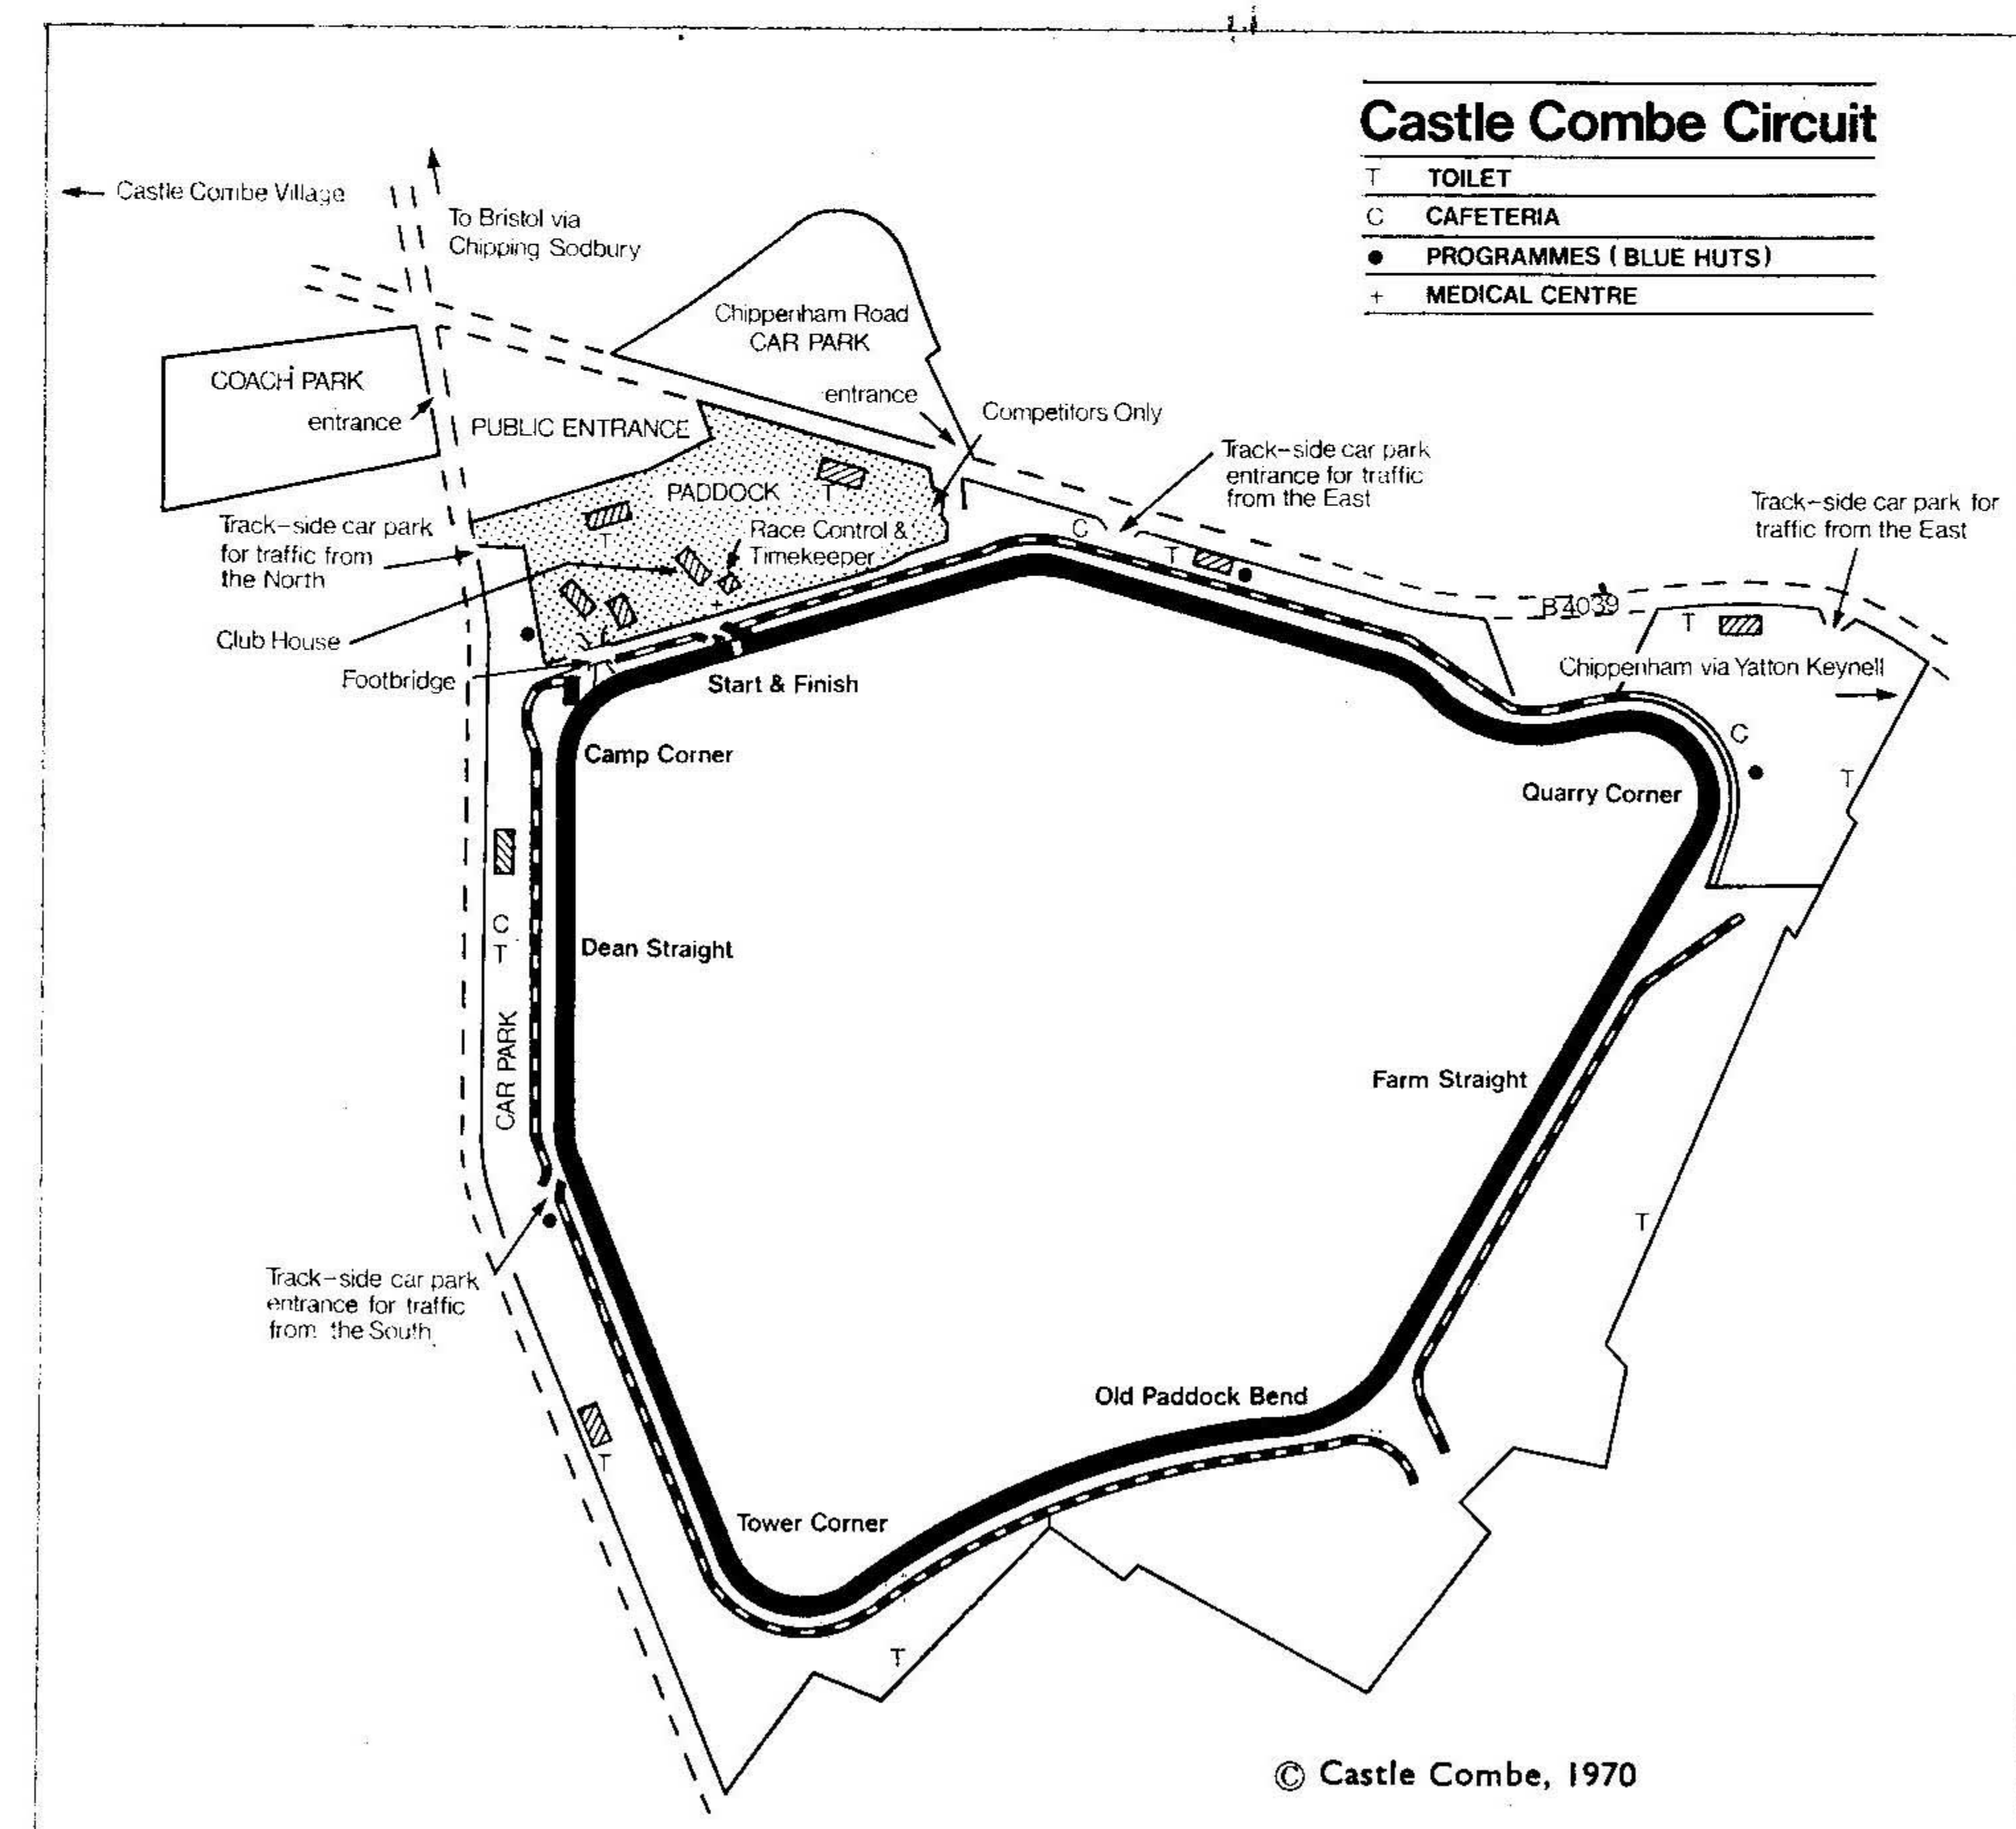 Castle Combe Circuit
T TOILET
C CAFETERIA
● PROGRAMMES (BLUE HUTS)
+ MEDICAL CENTRE
Castle Combe Village
To Bristol via
Chipping Sodbury
Chippenham Road
CAR PARK
entrance
COACH PARK
entrance
PUBLIC ENTRANCE
Competitors Only
Track-side car park
entrance for traffic
from the East
Track-side car park for
traffic from the East
PADDOCK
T
T
Race Control &
Timekeeper
+
Track-side car park
for traffic from
the North
Club House
Footbridge
Start & Finish
C
T
B4039
T
Chippenham via Yatton Keynell
C
T
Camp Corner
Quarry Corner
C
T
Dean Straight
CAR PARK
Farm Straight
T
Track-side car park
entrance for traffic
from the South
T
Old Paddock Bend
Tower Corner
T
© Castle Combe, 1970